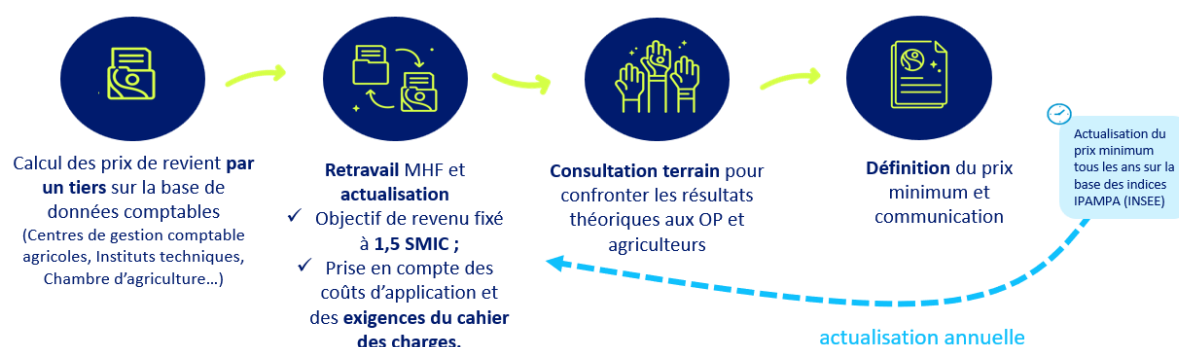 Calcul des prix de revient par
un tiers sur la base de
données comptables
(Centres de gestion comptable
agricoles, Instituts techniques,
Chambre d’agriculture…)
Retravail MHF et
actualisation
✓ Objectif de revenu fixé
à 1,5 SMIC ;
✓ Prise en compte des
coûts d’application et
des exigences du cahier
des charges.
Consultation terrain pour
confronter les résultats
théoriques aux OP et
agriculteurs
Définition du prix
minimum et
communication
Actualisation du
prix minimum
tous les ans sur la
base des indices
IPAMPA (INSEE)
actualisation annuelle